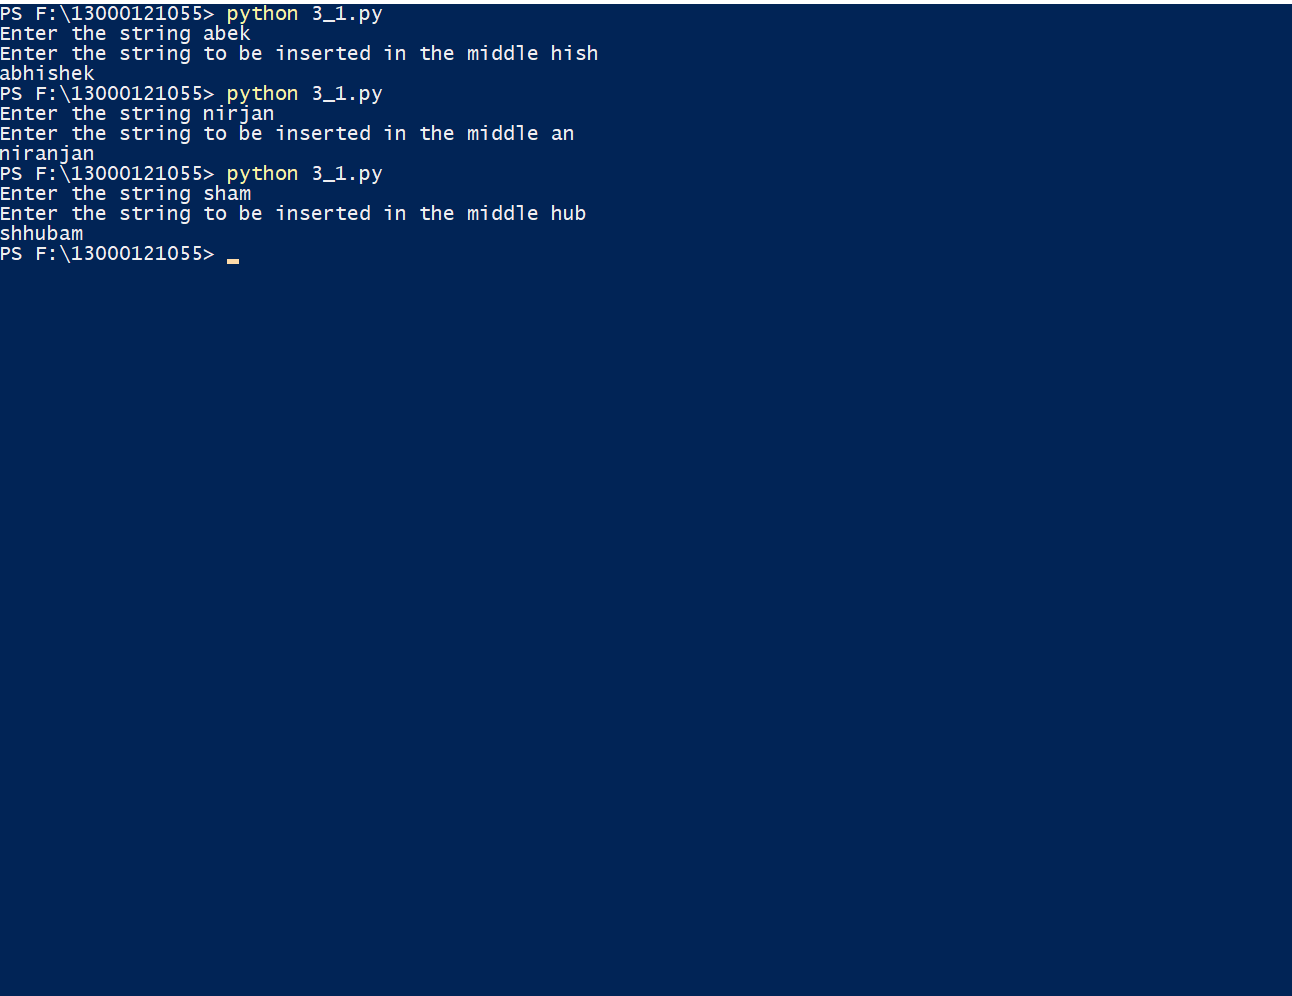 PS F:\13000121055> python 3_1.py
Enter the string abek
Enter the string to be inserted in the middle hish
abhishek
PS F:\13000121055> python 3_1.py
Enter the string nirjan
Enter the string to be inserted in the middle an
niranjan
PS F:\13000121055> python 3_1.py
Enter the string sham
Enter the string to be inserted in the middle hub
shhubam
PS F:\13000121055>